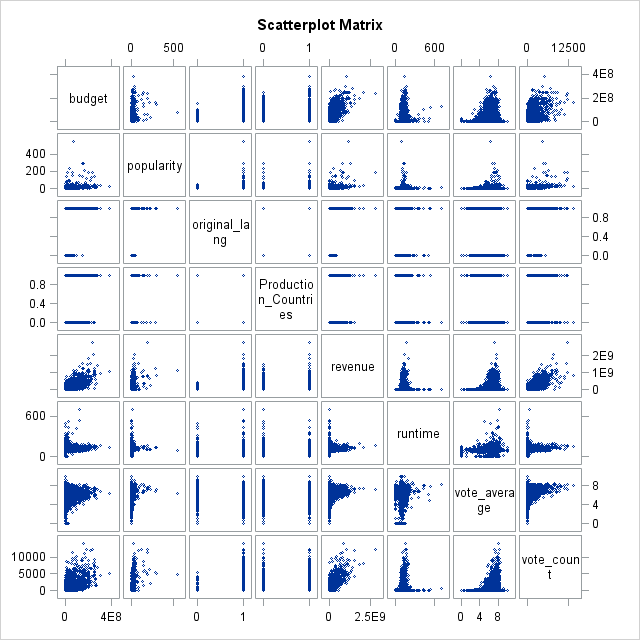 Scatterplot Matrix
0 500 0 1 0 600 0 12500
budget
4E8
2E8
0
400
200
0
popularity
original_la
ng
0.8
0.4
0.0
0.8
0.4
0.0
Productio
n_Countri
es
revenue
2E9
1E9
0
600
0
runtime
vote_avera
ge
8
4
0
10000
5000
0
vote_coun
t
0 4E8 0 1 0 2.5E9 0 4 8